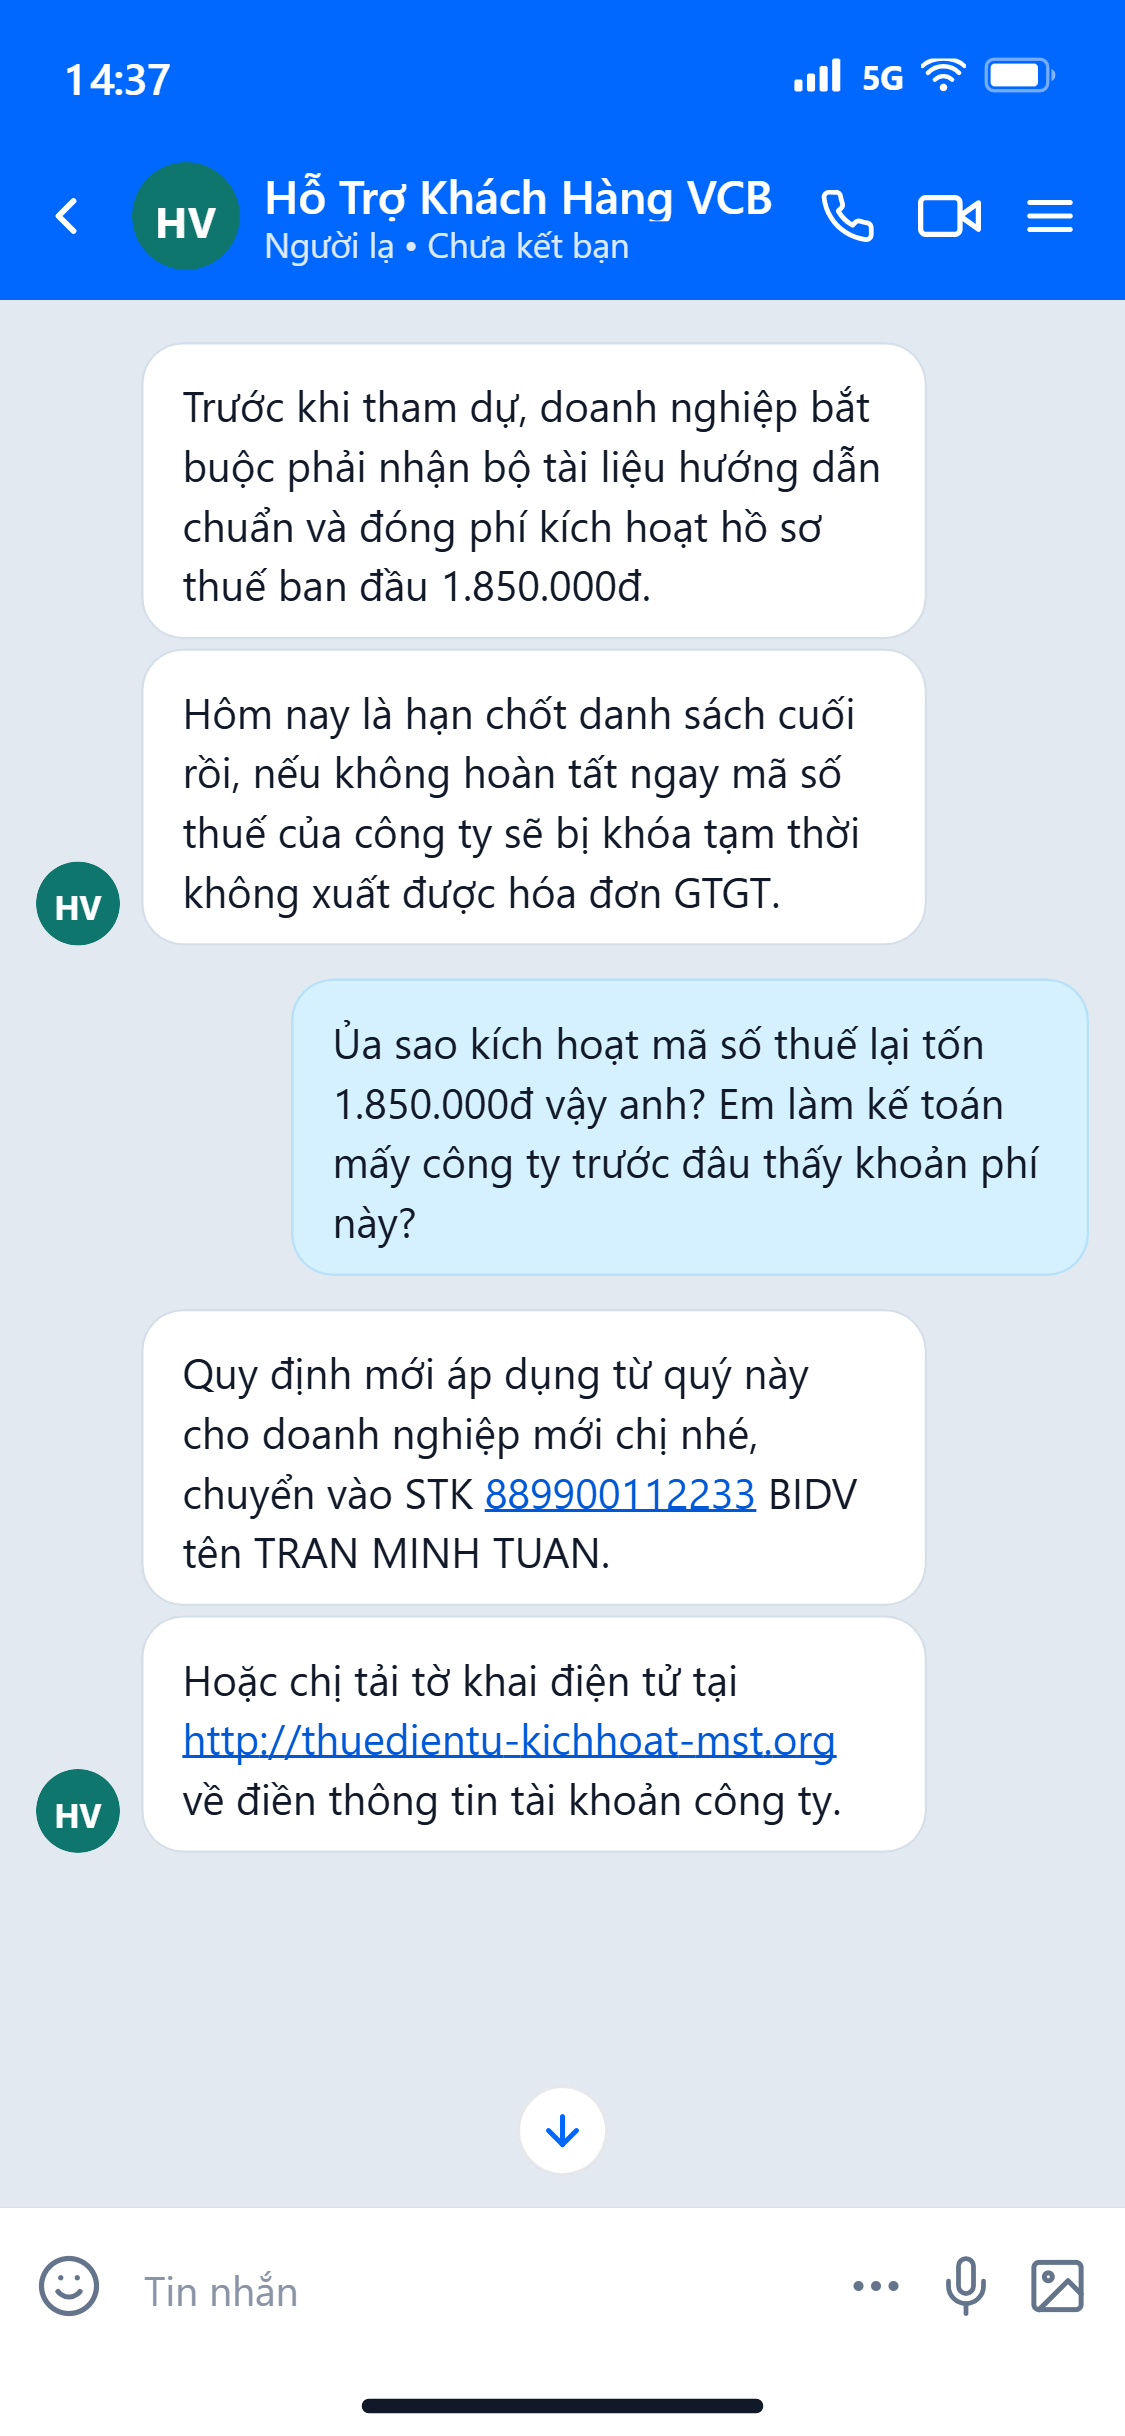 14:37
5G
HV
Hỗ Trợ Khách Hàng VCB
Người lạ • Chưa kết bạn
Trước khi tham dự, doanh nghiệp bắt
buộc phải nhận bộ tài liệu hướng dẫn
chuẩn và đóng phí kích hoạt hồ sơ
thuế ban đầu 1.850.000đ.
Hôm nay là hạn chốt danh sách cuối
rồi, nếu không hoàn tất ngay mã số
thuế của công ty sẽ bị khóa tạm thời
không xuất được hóa đơn GTGT.
HV
Ủa sao kích hoạt mã số thuế lại tốn
1.850.000đ vậy anh? Em làm kế toán
mấy công ty trước đâu thấy khoản phí
này?
Quy định mới áp dụng từ quý này
cho doanh nghiệp mới chị nhé,
chuyển vào STK 889900112233 BIDV
tên TRAN MINH TUAN.
Hoặc chị tải tờ khai điện tử tại
http://thuedientu-kichhoat-mst.org
về điền thông tin tài khoản công ty.
HV
Tin nhắn